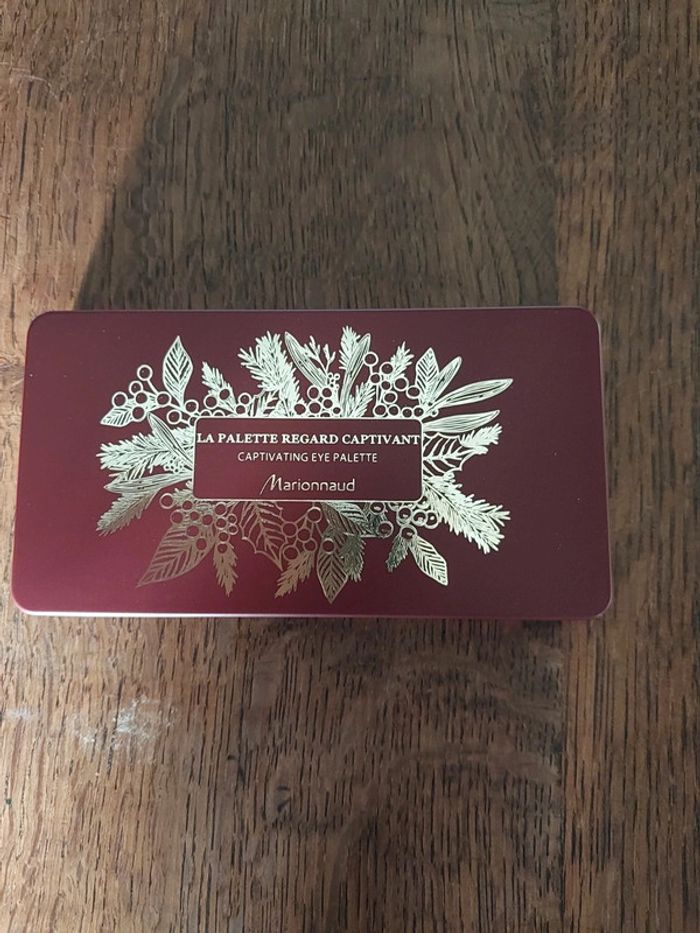 LA PALETTE REGARD CAPTIVANT
CAPTIVATING EYE PALETTE
Marionnaud